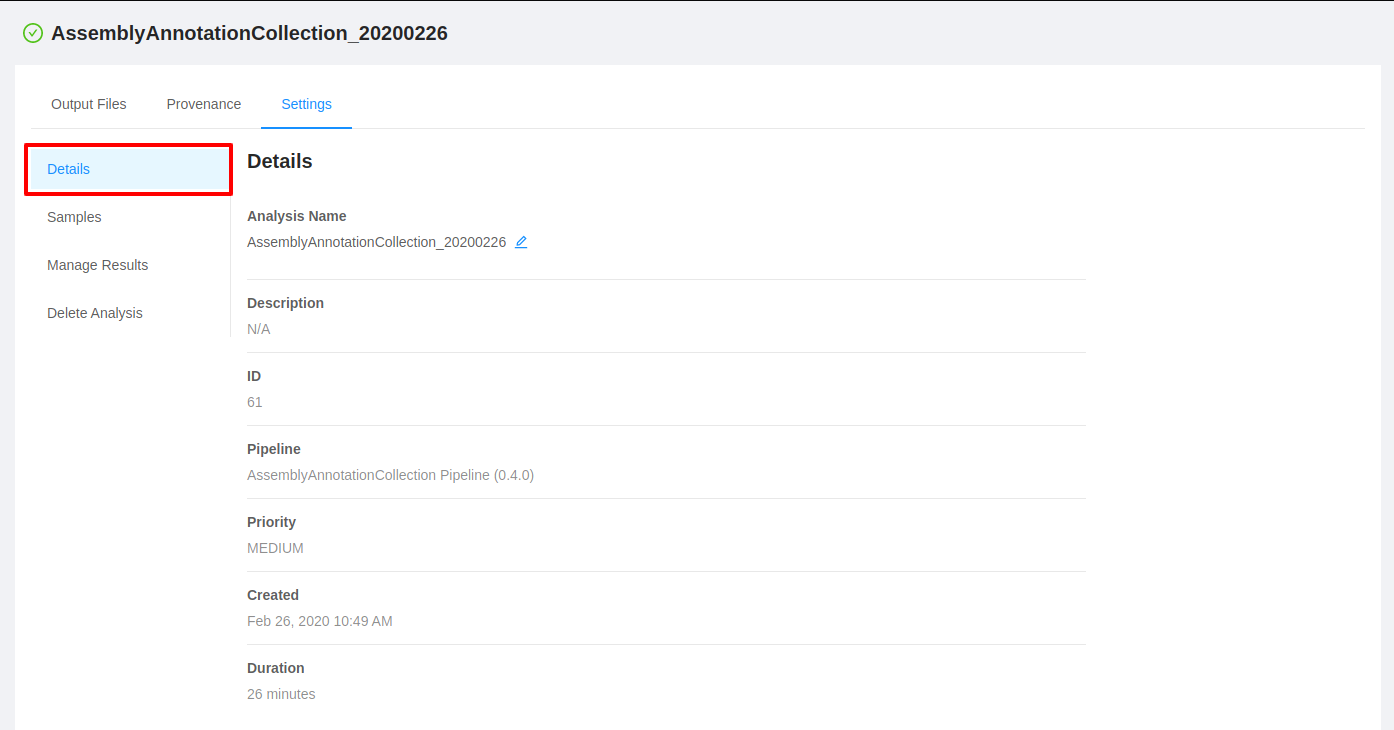 AssemblyAnnotationCollection_20200226
Output Files
Provenance
Settings
Details
Samples
Manage Results
Delete Analysis
Details
Analysis Name
AssemblyAnnotationCollection_20200226
Description
N/A
ID
61
Pipeline
AssemblyAnnotationCollection Pipeline (0.4.0)
Priority
MEDIUM
Created
Feb 26, 2020 10:49 AM
Duration
26 minutes